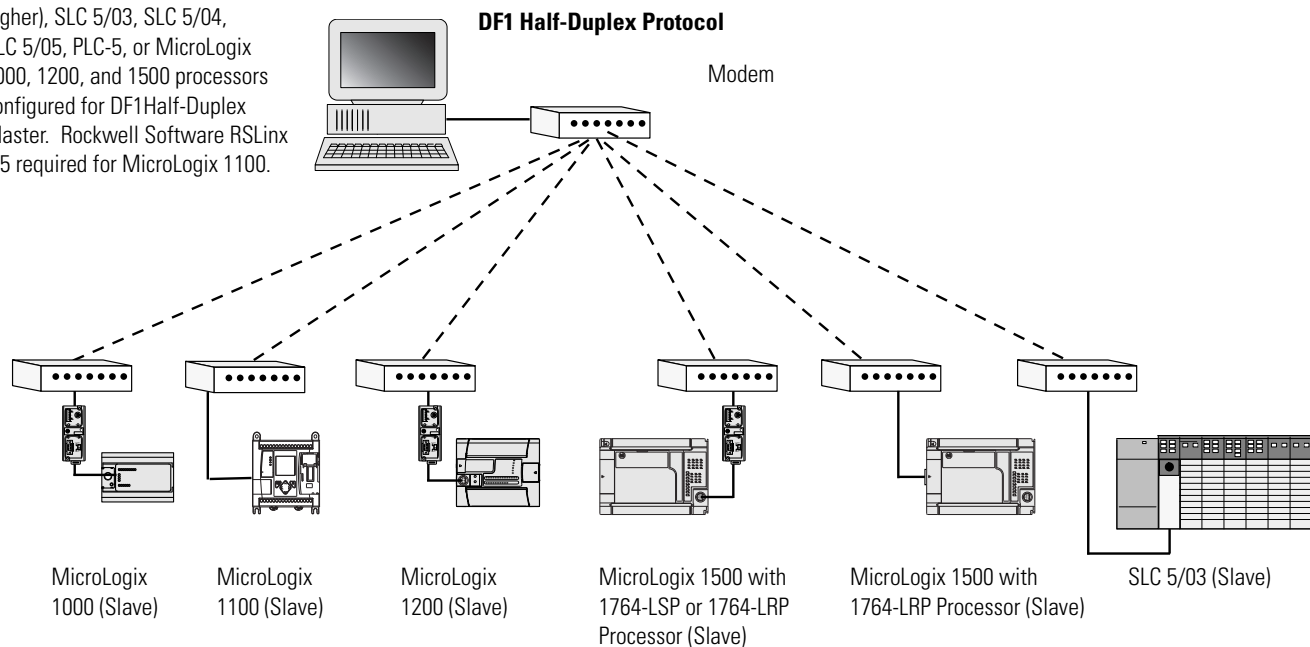 gher), SLC 5/03, SLC 5/04,
LC 5/05, PLC-5, or MicroLogix
000, 1200, and 1500 processors
onfigured for DF1Half-Duplex
aster. Rockwell Software RSLinx
5 required for MicroLogix 1100.
DF1 Half-Duplex Protocol
Modem
MicroLogix
1000 (Slave)
MicroLogix
1100 (Slave)
MicroLogix
1200 (Slave)
MicroLogix 1500 with
1764-LSP or 1764-LRP
Processor (Slave)
MicroLogix 1500 with
1764-LRP Processor (Slave)
SLC 5/03 (Slave)